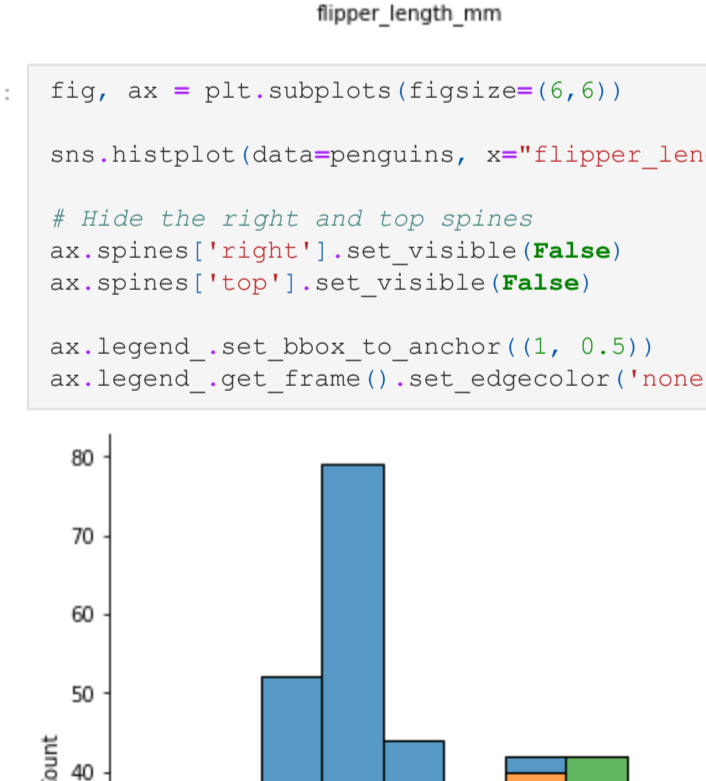 flipper_length_mm
:
fig, ax = plt.subplots(figsize=(6,6))
sns.histplot(data=penguins, x="flipper_len
# Hide the right and top spines
ax.spines['right'].set_visible(False)
ax.spines['top'].set_visible(False)
ax.legend_.set_bbox_to_anchor((1, 0.5))
ax.legend_.get_frame().set_edgecolor('none
80
70
60
50
40
ount